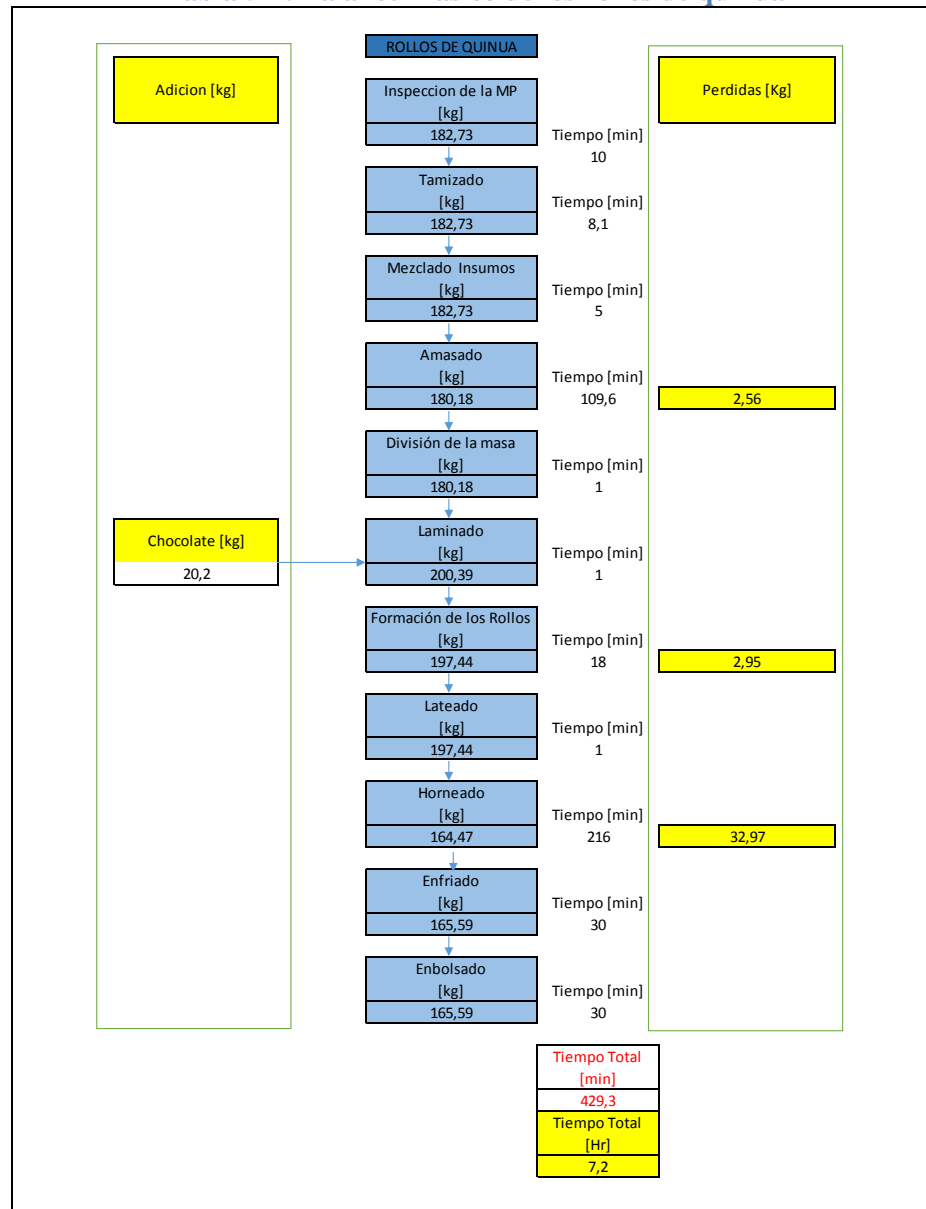 ROLLOS DE QUINUA
Adicion [kg]
Perdidas [Kg]
Inspeccion de la MP
[kg]
182,73
Tiempo [min]
10
Tamizado
[kg]
182,73
Tiempo [min]
8,1
Mezclado Insumos
[kg]
182,73
Tiempo [min]
5
Amasado
[kg]
180,18
Tiempo [min]
109,6
2,56
División de la masa
[kg]
180,18
Tiempo [min]
1
Chocolate [kg]
20,2
Laminado
[kg]
200,39
Tiempo [min]
1
Formación de los Rollos
[kg]
197,44
Tiempo [min]
18
2,95
Lateado
[kg]
197,44
Tiempo [min]
1
Horneado
[kg]
164,47
Tiempo [min]
216
32,97
Enfriado
[kg]
165,59
Tiempo [min]
30
Enbolsado
[kg]
165,59
Tiempo [min]
30
Tiempo Total
[min]
429,3
Tiempo Total
[Hr]
7,2